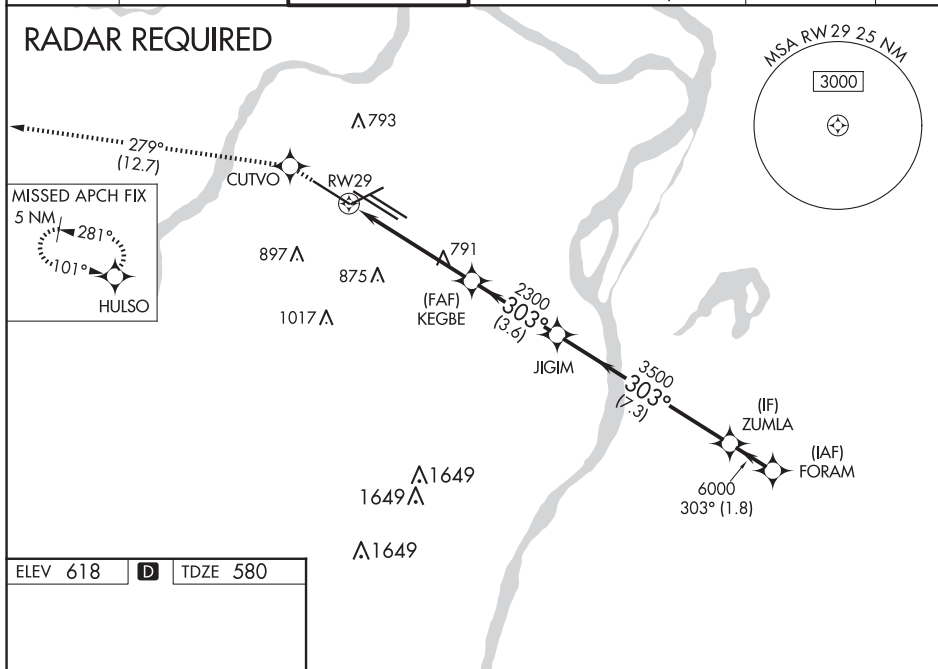 RADAR REQUIRED
MSA RW 29 25 NM
3000
793
279°
(12.7)
CUTVO
RW29
MISSED APCH FIX
5 NM
281°
101°
HULSO
897
791
875
1017
(FAF)
KEGBE
2300
303°
(3.6)
JIGIM
3500
303°
(7.3)
(IF)
ZUMLA
(IAF)
FORAM
6000
303° (1.8)
1649
1649
1649
ELEV 618 D TDZE 580